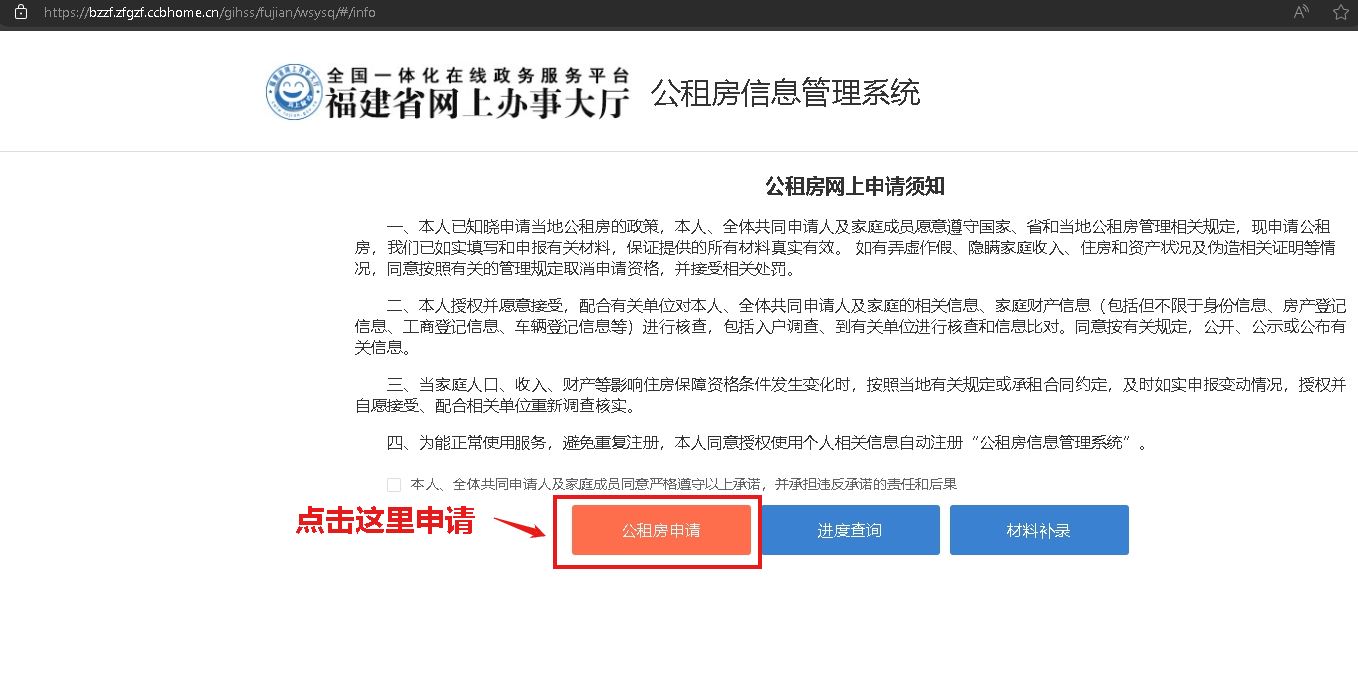 https://bzzf.zfgzf.ccbhome.cn/gihss/fujian/wsysq/#/info
全国一体化在线政务服务平台
福建省网上办事大厅
公租房信息管理系统
公租房网上申请须知
一、本人已知晓申请当地公租房的政策，本人、全体共同申请人及家庭成员愿意遵守国家、省和当地公租房管理相关规定，现申请公租
房，我们已如实填写和申报有关材料，保证提供的所有材料真实有效。 如有弄虚作假、隐瞒家庭收入、住房和资产状况及伪造相关证明等情
况，同意按照有关的管理规定取消申请资格，并接受相关处罚。
二、本人授权并愿意接受，配合有关单位对本人、全体共同申请人及家庭的相关信息、家庭财产信息（包括但不限于身份信息、房产登记
信息、工商登记信息、车辆登记信息等）进行核查，包括入户调查、到有关单位进行核查和信息比对。同意按有关规定，公开、公示或公布有
关信息。
三、当家庭人口、收入、财产等影响住房保障资格条件发生变化时，按照当地有关规定或承租合同约定，及时如实申报变动情况，授权并
自愿接受、配合相关单位重新调查核实。
四、为能正常使用服务，避免重复注册，本人同意授权使用个人相关信息自动注册“公租房信息管理系统”。
本人、全体共同申请人及家庭成员同意严格遵守以上承诺，并承担违反承诺的责任和后果
点击这里申请
公租房申请
进度查询
材料补录